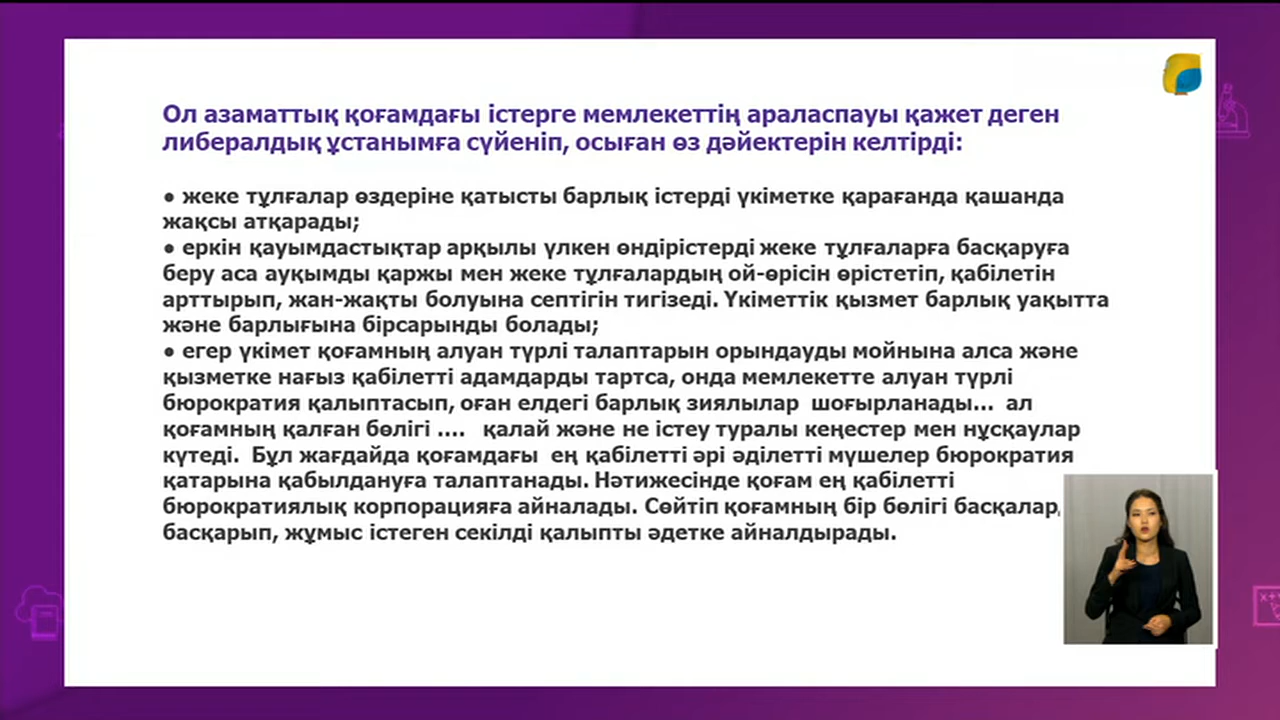 Ол азаматтық қоғамдағы істерге мемлекеттің араласпауы қажет деген
либералдық ұстанымға сүйеніп, осыған өз дәйектерін келтірді:
● жеке тұлғалар өздеріне қатысты барлық істерді үкіметке қарағанда қашанда
жақсы атқарады;
● еркін қауымдастықтар арқылы үлкен өндірістерді жеке тұлғаларға басқаруға
беру аса ауқымды қаржы мен жеке тұлғалардың ой-өрісін өрістетіп, қабілетін
арттырып, жан-жақты болуына септігін тигізеді. Үкіметтік қызмет барлық уақытта
және барлығына бірсарынды болады;
● егер үкімет қоғамның алуан түрлі талаптарын орындауды мойнына алса және
қызметке нағыз қабілетті адамдарды тартса, онда мемлекетте алуан түрлі
бюрократия қалыптасып, оған елдегі барлық зиялылар шоғырланады... ал
қоғамның қалған бөлігі .... қалай және не істеу туралы кеңестер мен нұсқаулар
күтеді. Бұл жағдайда қоғамдағы ең қабілетті әрі әділетті мүшелер бюрократия
қатарына қабылдануға талаптанады. Нәтижесінде қоғам ең қабілетті
бюрократиялық корпорацияға айналады. Сөйтіп қоғамның бір бөлігі
басқарып, жұмыс істеген секілді қалыпты әдетке айналдырады.